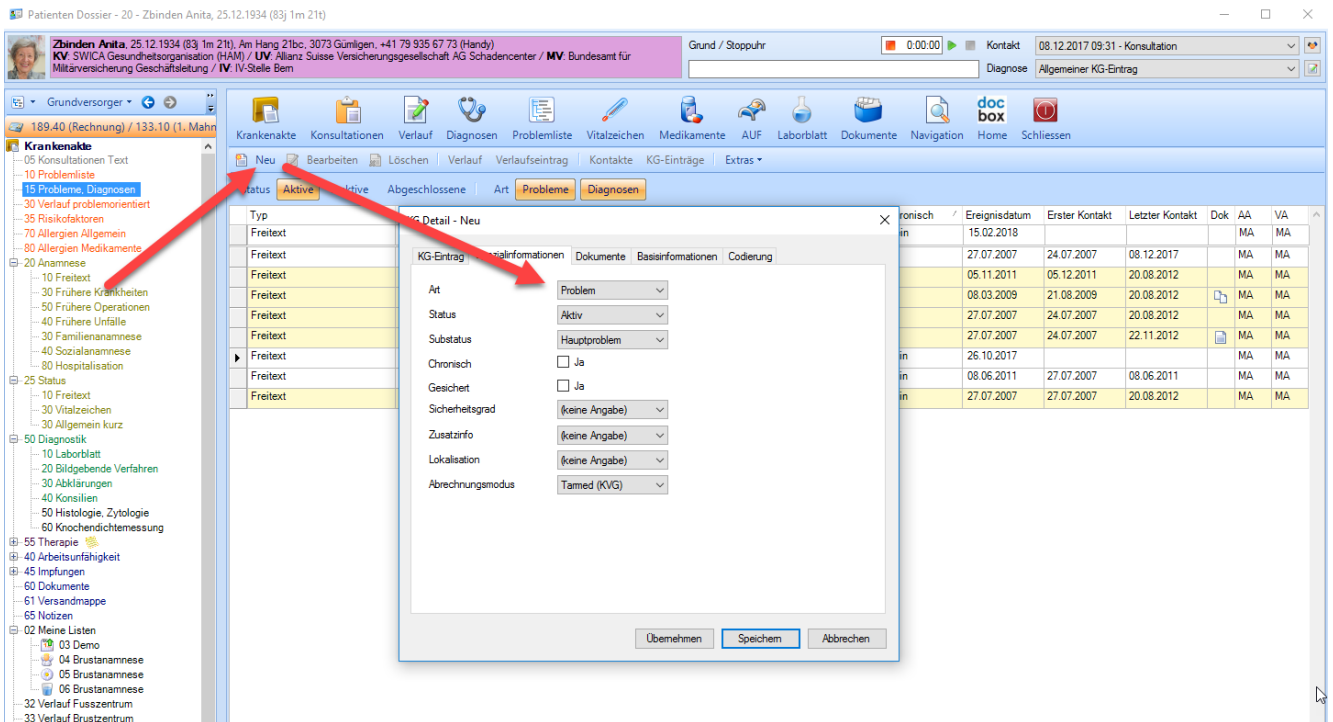 Patienten Dossier - 20 - Zbinden Anita, 25.12.1934 (83j 1m 21t)
Zbinden Anita, 25.12.1934 (83j 1m 21t), Am Hang 21bc, 3073 Gümligen, +41 79 935 67 73 (Handy)
KV: SWICA Gesundheitsorganisation (HAM) / UV: Allianz Suisse Versicherungsgesellschaft AG Schadencenter / MV: Bundesamt für
Militärversicherung Geschäftsleitung / IV: IV-Stelle Bern
Grund / Stoppuhr
0:00:00
Kontakt
08.12.2017 09:31 - Konsultation
Diagnose
Allgemeiner KG-Eintrag
Grundversorger
189.40 (Rechnung) / 133.10 (1. Mahn
Krankenakte
05 Konsultationen Text
10 Problemliste
15 Probleme, Diagnosen
30 Verlauf problemorientiert
35 Risikofaktoren
70 Allergien Allgemein
80 Allergien Medikamente
20 Anamnese
10 Freitext
30 Frühere Krankheiten
50 Frühere Operationen
40 Frühere Unfälle
30 Familienanamnese
40 Sozialanamnese
80 Hospitalisation
25 Status
10 Freitext
30 Vitalzeichen
30 Allgemein kurz
50 Diagnostik
10 Laborblatt
20 Bildgebende Verfahren
30 Abklärungen
40 Konsilien
50 Histologie, Zytologie
60 Knochendichtemessung
55 Therapie
40 Arbeitsunfähigkeit
45 Impfungen
60 Dokumente
61 Versandmappe
65 Notizen
02 Meine Listen
03 Demo
04 Brustanamnese
05 Brustanamnese
06 Brustanamnese
32 Verlauf Fusszentrum
33 Verlauf Brustzentrum
Krankenakte Konsultationen Verlauf Diagnosen Problemliste Vitalzeichen Medikamente AUF Laborblatt Dokumente Navigation doc box Home Schliessen
Neu Bearbeiten Löschen Verlauf Verlaufseintrag Kontakte KG-Einträge Extras
tatus Aktive ktive Abgeschlossene Art Probleme Diagnosen
Typ ronisch Ereignisdatum Erster Kontakt Letzter Kontakt Dok AA VA
Freitext in 15.02.2018 MA MA
Freitext 27.07.2007 24.07.2007 08.12.2017 MA MA
Freitext 05.11.2011 05.12.2011 20.08.2012 MA MA
Freitext 08.03.2009 21.08.2009 20.08.2012 MA MA
Freitext 27.07.2007 24.07.2007 20.08.2012 MA MA
Freitext 27.07.2007 24.07.2007 22.11.2012 MA MA
Freitext in 26.10.2017 MA MA
Freitext in 08.06.2011 27.07.2007 08.06.2011 MA MA
Freitext in 27.07.2007 27.07.2007 20.08.2012 MA MA
KG Detail - Neu
KG-Eintrag ezialinformationen Dokumente Basisinformationen Codierung
Art Problem
Status Aktiv
Substatus Hauptproblem
Chronisch Ja
Gesichert Ja
Sicherheitsgrad (keine Angabe)
Zusatzinfo (keine Angabe)
Lokalisation (keine Angabe)
Abrechnungsmodus Tarmed (KVG)
Übernehmen Speichern Abbrechen